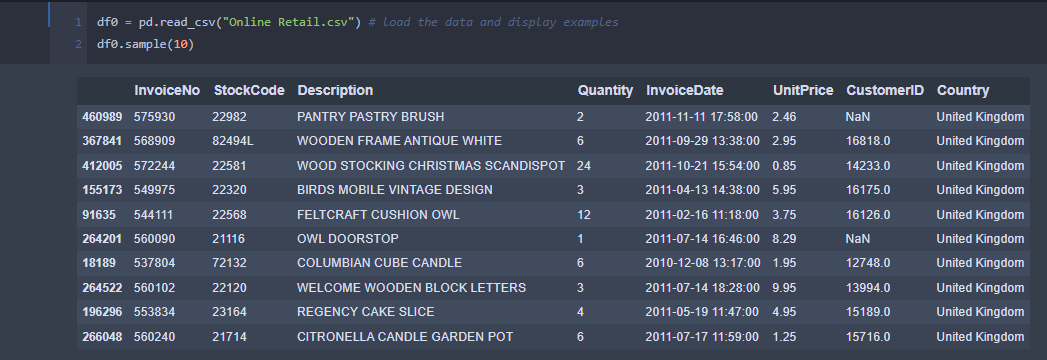 1 df0 = pd.read_csv("Online Retail.csv") # load the data and display examples
2 df0.sample(10)
InvoiceNo StockCode Description Quantity InvoiceDate UnitPrice CustomerID Country
460989 575930 22982 PANTRY PASTRY BRUSH 2 2011-11-11 17:58:00 2.46 NaN United Kingdom
367841 568909 82494L WOODEN FRAME ANTIQUE WHITE 6 2011-09-29 13:38:00 2.95 16818.0 United Kingdom
412005 572244 22581 WOOD STOCKING CHRISTMAS SCANDISPOT 24 2011-10-21 15:54:00 0.85 14233.0 United Kingdom
155173 549975 22320 BIRDS MOBILE VINTAGE DESIGN 3 2011-04-13 14:38:00 5.95 16175.0 United Kingdom
91635 544111 22568 FELTCRAFT CUSHION OWL 12 2011-02-16 11:18:00 3.75 16126.0 United Kingdom
264201 560090 21116 OWL DOORSTOP 1 2011-07-14 16:46:00 8.29 NaN United Kingdom
18189 537804 72132 COLUMBIAN CUBE CANDLE 6 2010-12-08 13:17:00 1.95 12748.0 United Kingdom
264522 560102 22120 WELCOME WOODEN BLOCK LETTERS 3 2011-07-14 18:28:00 9.95 13994.0 United Kingdom
196296 553834 23164 REGENCY CAKE SLICE 4 2011-05-19 11:47:00 4.95 15189.0 United Kingdom
266048 560240 21714 CITRONELLA CANDLE GARDEN POT 6 2011-07-17 11:59:00 1.25 15716.0 United Kingdom